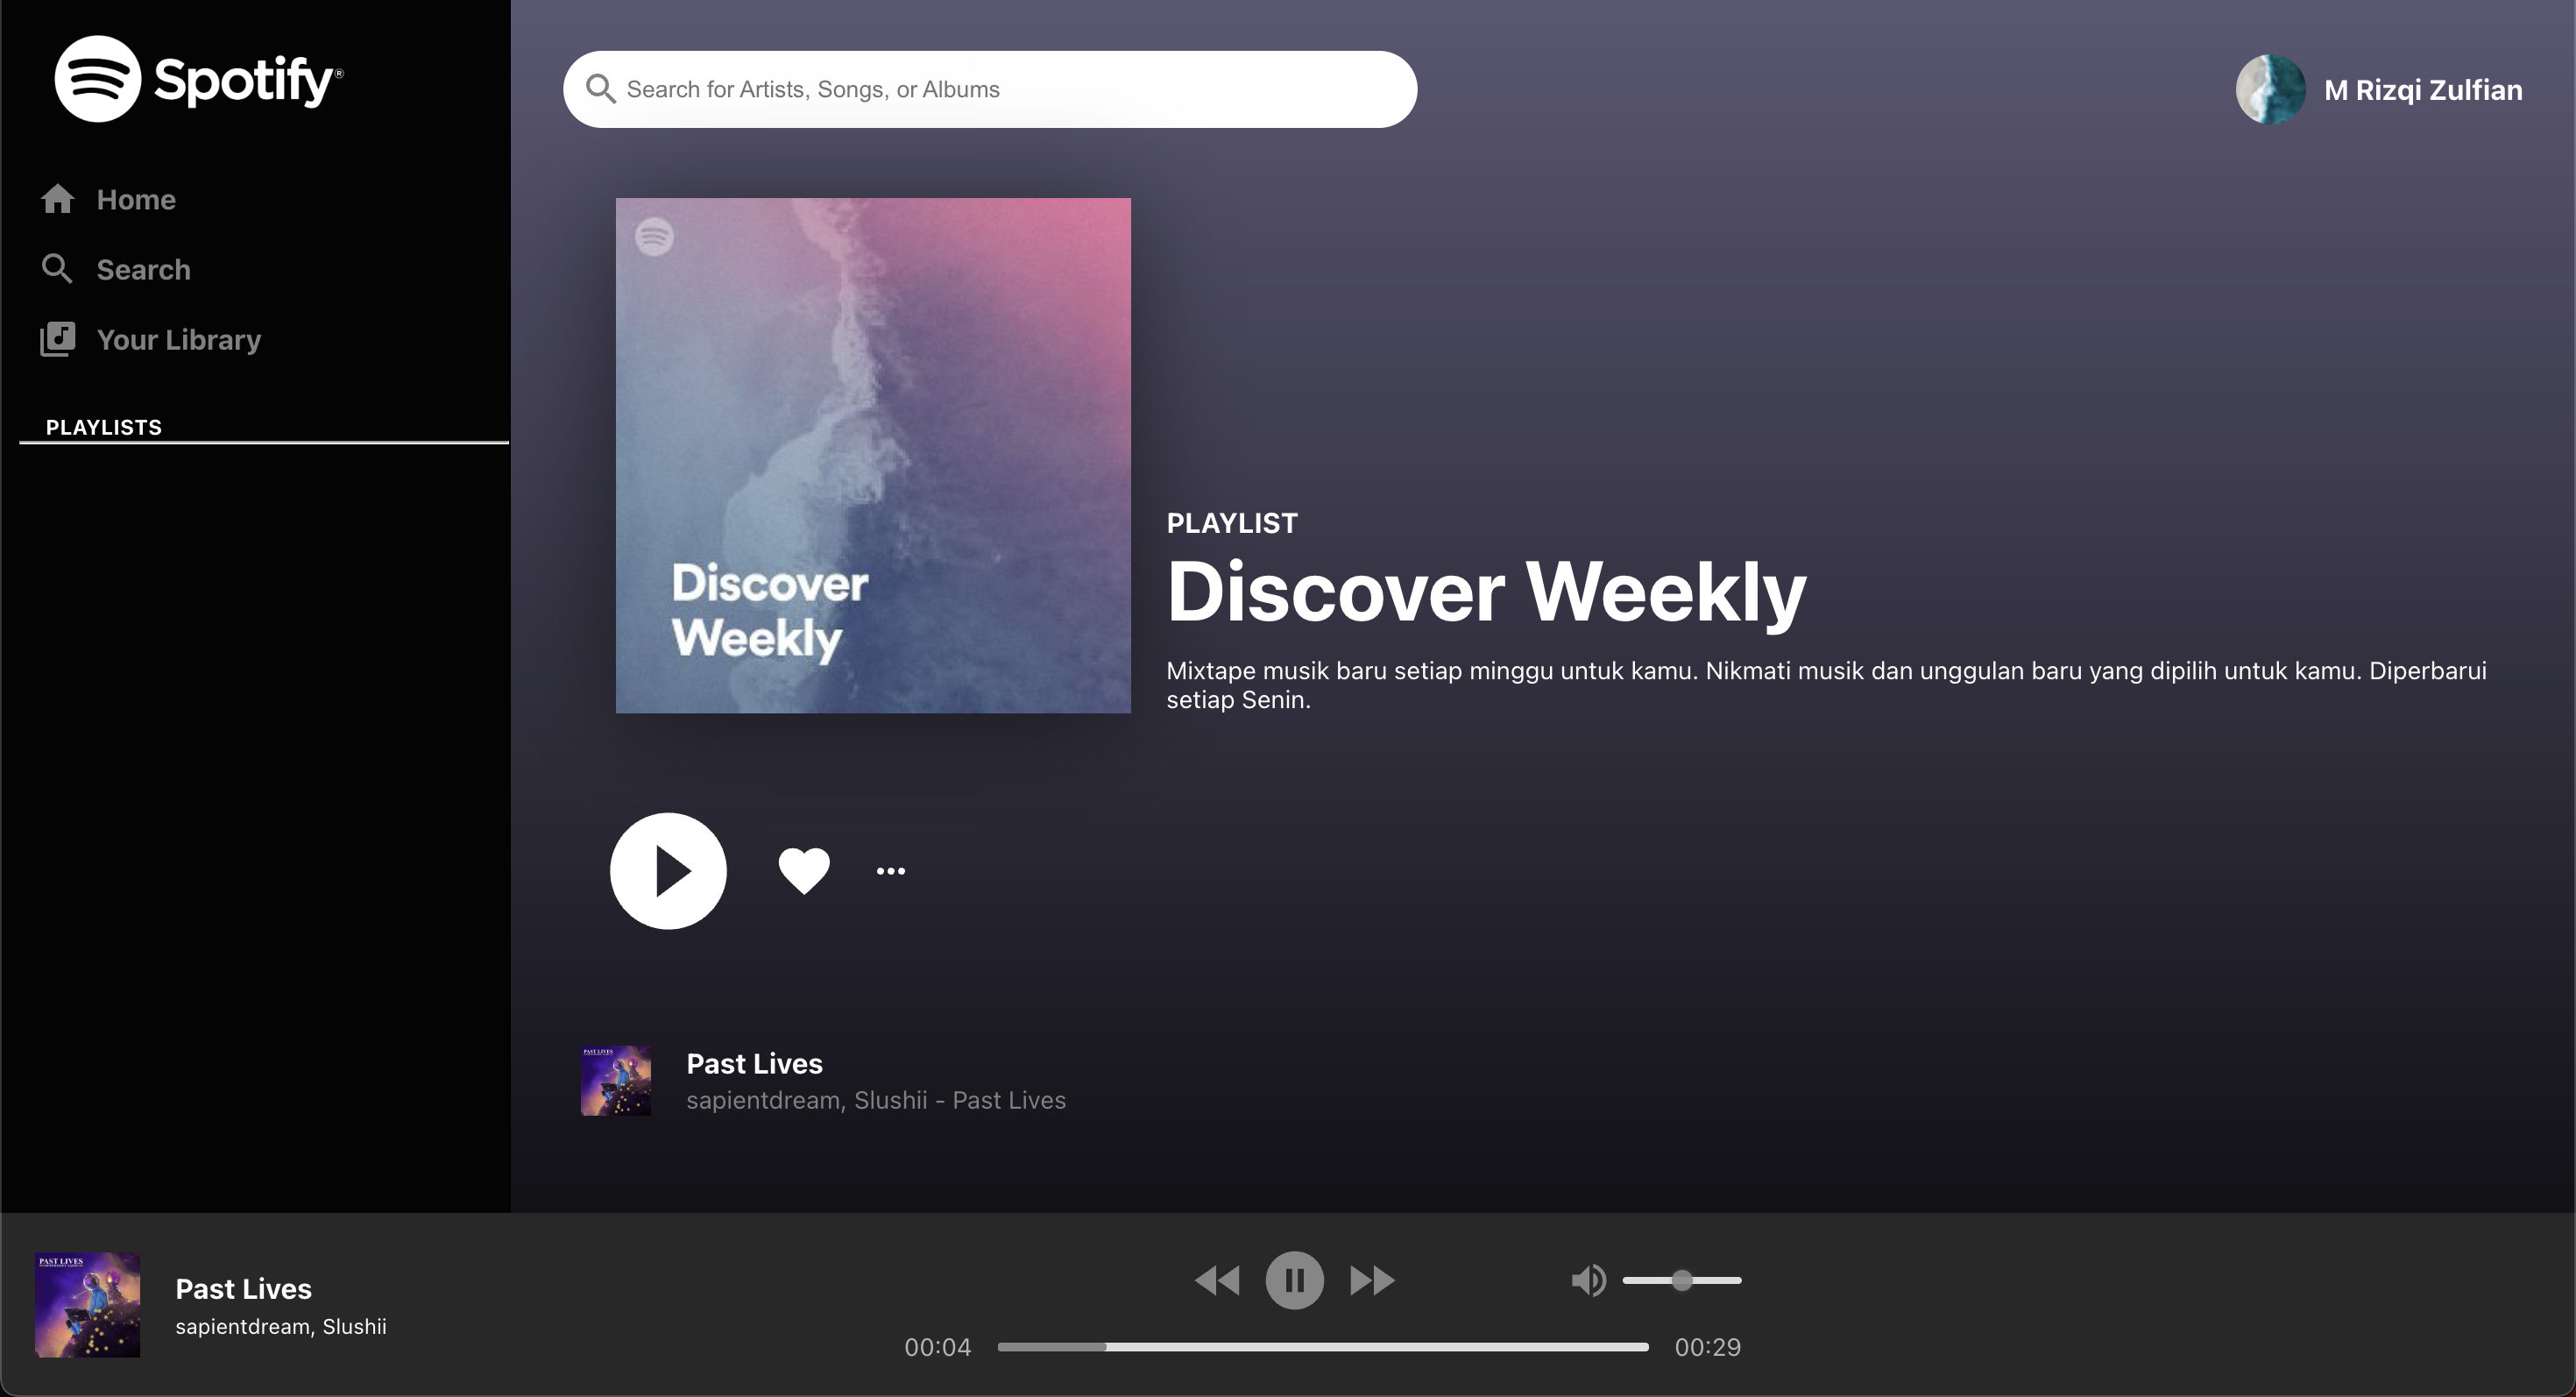 Spotify®
Search for Artists, Songs, or Albums
M Rizqi Zulfian
Home
Search
Your Library
PLAYLISTS
Discover
Weekly
PLAYLIST
Discover Weekly
Mixtape musik baru setiap minggu untuk kamu. Nikmati musik dan unggulan baru yang dipilih untuk kamu. Diperbarui
setiap Senin.
PAST LIVES
Past Lives
sapientdream, Slushii - Past Lives
PAST LIVES
Past Lives
sapientdream, Slushii
00:04
00:29